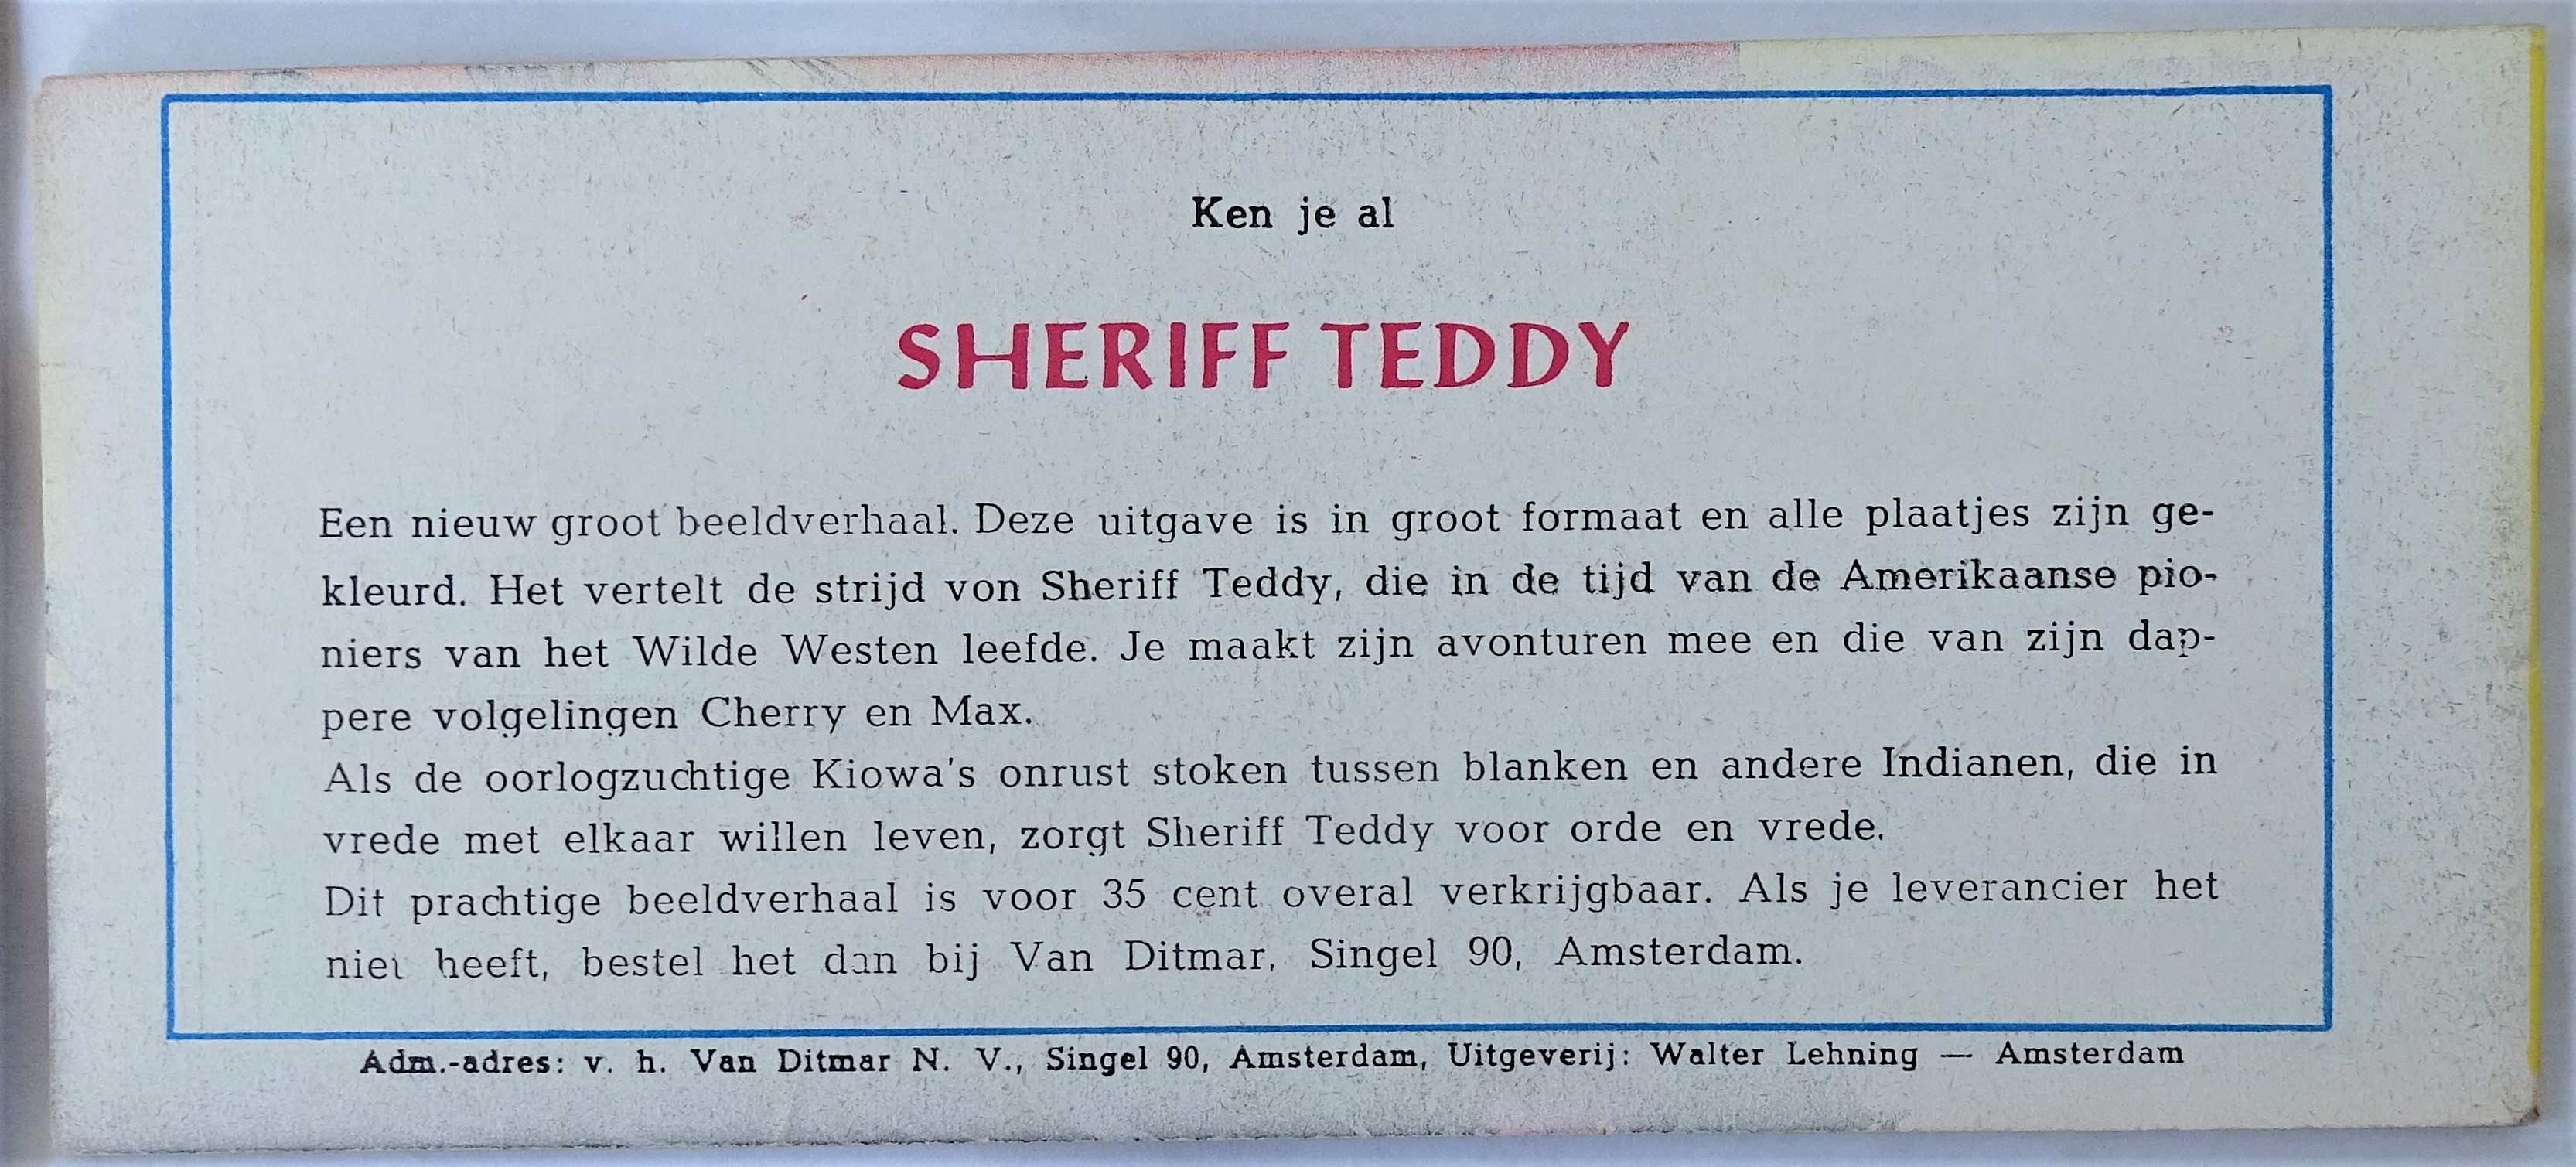 Ken je al
SHERIFF TEDDY
Een nieuw groot beeldverhaal. Deze uitgave is in groot formaat en alle plaatjes zijn ge-
kleurd. Het vertelt de strijd von Sheriff Teddy, die in de tijd van de Amerikaanse pio-
niers van het Wilde Westen leefde. Je maakt zijn avonturen mee en die van zijn dap-
pere volgelingen Cherry en Max.
Als de oorlogzuchtige Kiowa's onrust stoken tussen blanken en andere Indianen, die in
vrede met elkaar willen leven, zorgt Sheriff Teddy voor orde en vrede.
Dit prachtige beeldverhaal is voor 35 cent overal verkrijgbaar. Als je leverancier het
niet heeft, bestel het dan bij Van Ditmar, Singel 90, Amsterdam.
Adm.-adres: v. h. Van Ditmar N. V., Singel 90, Amsterdam, Uitgeverij: Walter Lehning — Amsterdam